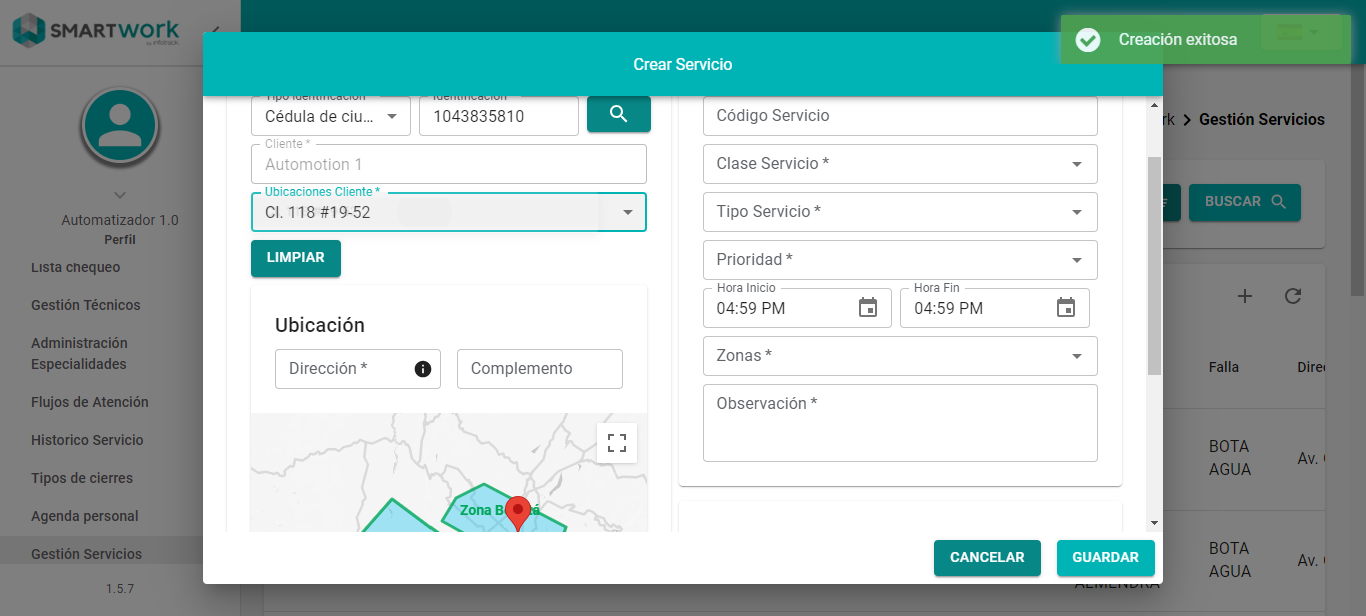 SMARTWORK
by infotrack
Creación exitosa
Crear Servicio
Gestión Servicios
Automatizador 1.0
Perfil
Lista chequeo
Gestión Técnicos
Administración
Especialidades
Flujos de Atención
Historico Servicio
Tipos de cierres
Agenda personal
Gestión Servicios
1.5.7
Tipo Identificación
Cédula de ciu...
Identificación
1043835810
Cliente *
Automotion 1
Ubicaciones Cliente *
Cl. 118 #19-52
LIMPIAR
Ubicación
Dirección *
Complemento
Zona B
Código Servicio
Clase Servicio *
Tipo Servicio *
Prioridad *
Hora Inicio
04:59 PM
Hora Fin
04:59 PM
Zonas *
Observación *
CANCELAR
GUARDAR
BUSCAR
Falla
Direc
BOTA
AGUA
Av.
BOTA
AGUA
Av.
ALMENDRA